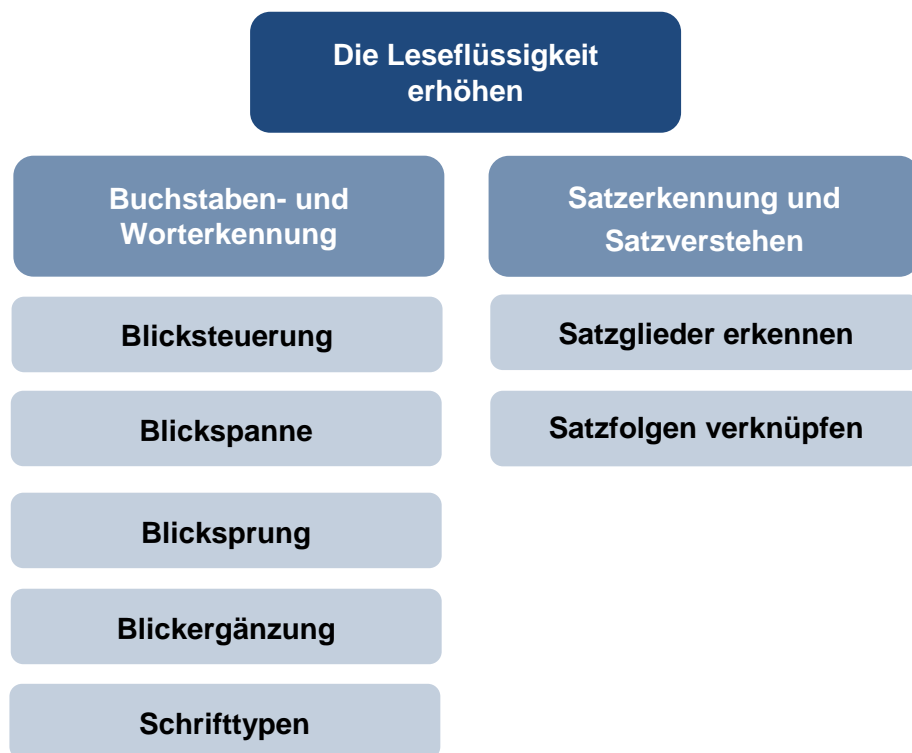 Die Leseflüssigkeit
erhöhen
Buchstaben- und
Worterkennung
Blicksteuerung
Blickspanne
Blicksprung
Blickergänzung
Schrifttypen
Satzerkennung und
Satzverstehen
Satzglieder erkennen
Satzfolgen verknüpfen